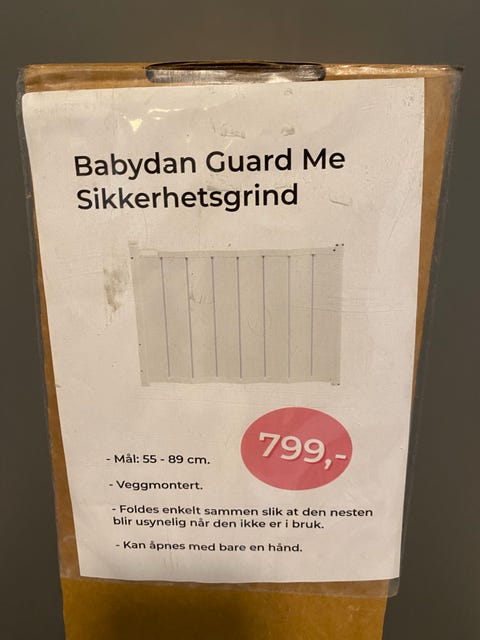 Babydan Guard Me
Sikkerhetsgrind
799,-
- Mål: 55 - 89 cm.
- Veggmontert.
- Foldes enkelt sammen slik at den nesten
blir usynelig når den ikke er i bruk.
- Kan åpnes med bare en hånd.